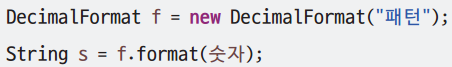 DecimalFormat f = new DecimalFormat("패턴");
String s = f.format(숫자);